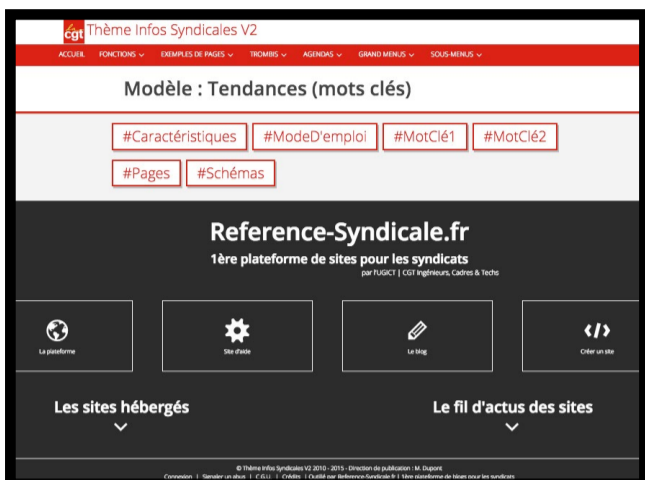 cgt Thème Infos Syndicales V2
ACCUEIL FONCTIONS EXEMPLES DE PAGES TROMBIS AGENDAS GRAND MENUS SOUS-MENUS
Modèle : Tendances (mots clés)
#Caractéristiques #ModeD'emploi #MotClé1 #MotClé2
#Pages #Schémas
Reference-Syndicale.fr
1ère plateforme de sites pour les syndicats
par l'UGICT | CGT Ingénieurs, Cadres & Techs
La plateforme Site d'aide Le blog Créer un site
Les sites hébergés Le fil d'actus des sites
© Thème Infos Syndicales V2 2010 - 2015 - Direction de publication : M. Dupont
Connexion | Signaler un abus | C.G.U. | Crédits | Outillé par Reference-Syndicale.fr | 1ère plateforme de blogs pour les syndicats